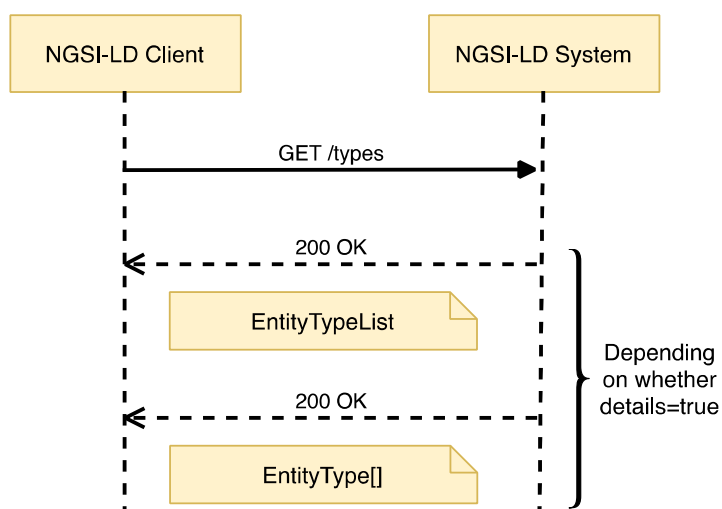 NGSI-LD Client
NGSI-LD System
GET /types
200 OK
EntityTypeList
Depending
on whether
details=true
200 OK
EntityType[]